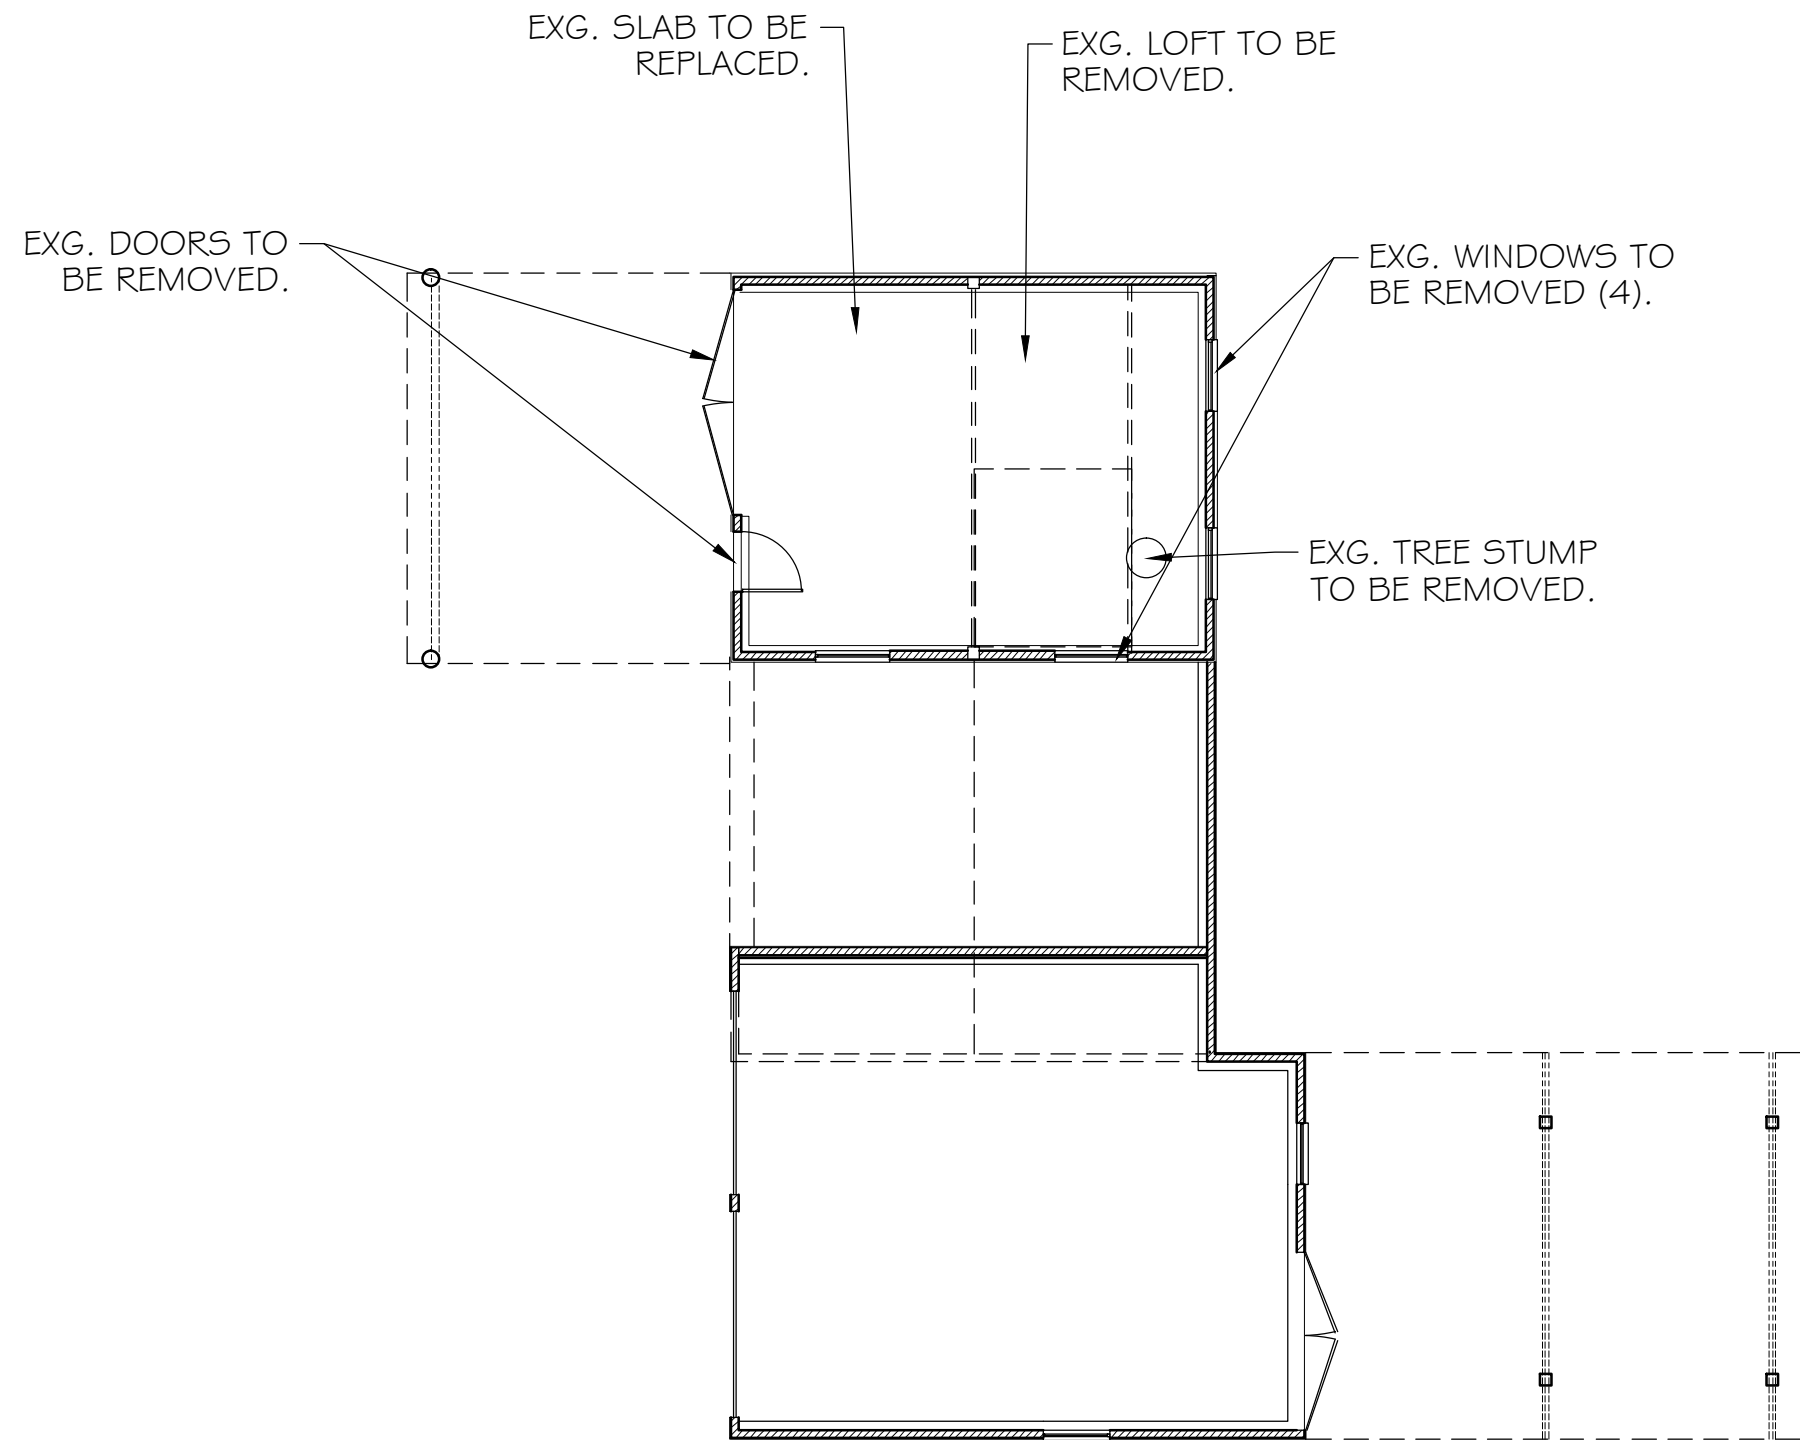 EXG. SLAB TO BE
REPLACED.
EXG. LOFT TO BE
REMOVED.
EXG. DOORS TO
BE REMOVED.
EXG. WINDOWS TO
BE REMOVED (4).
EXG. TREE STUMP
TO BE REMOVED.